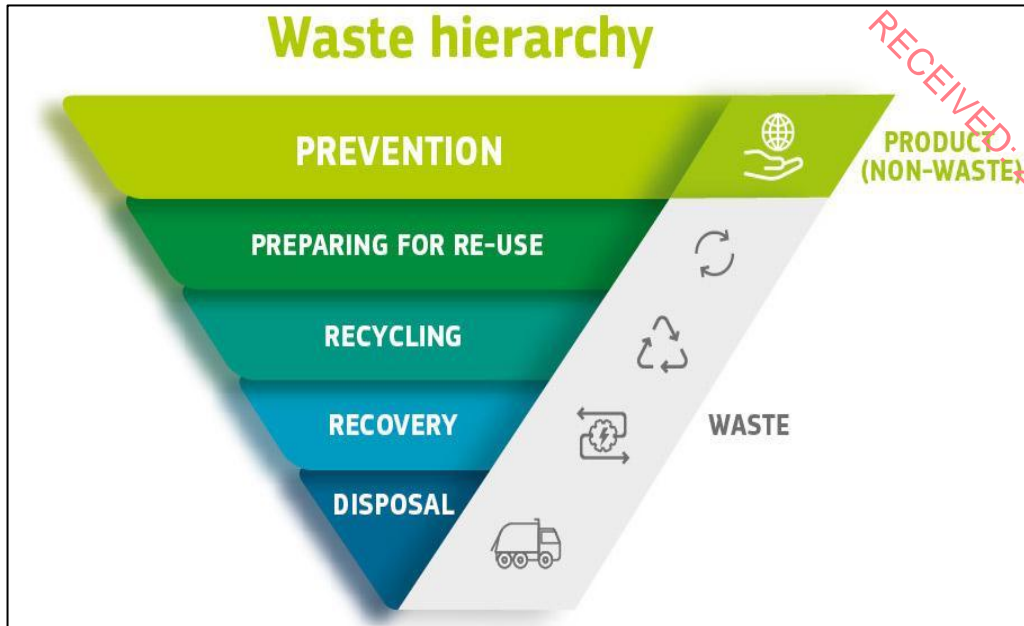 Waste hierarchy
RECEIVED:
PREVENTION
PRODUCT
(NON-WASTE)
PREPARING FOR RE-USE
RECYCLING
RECOVERY
WASTE
DISPOSAL